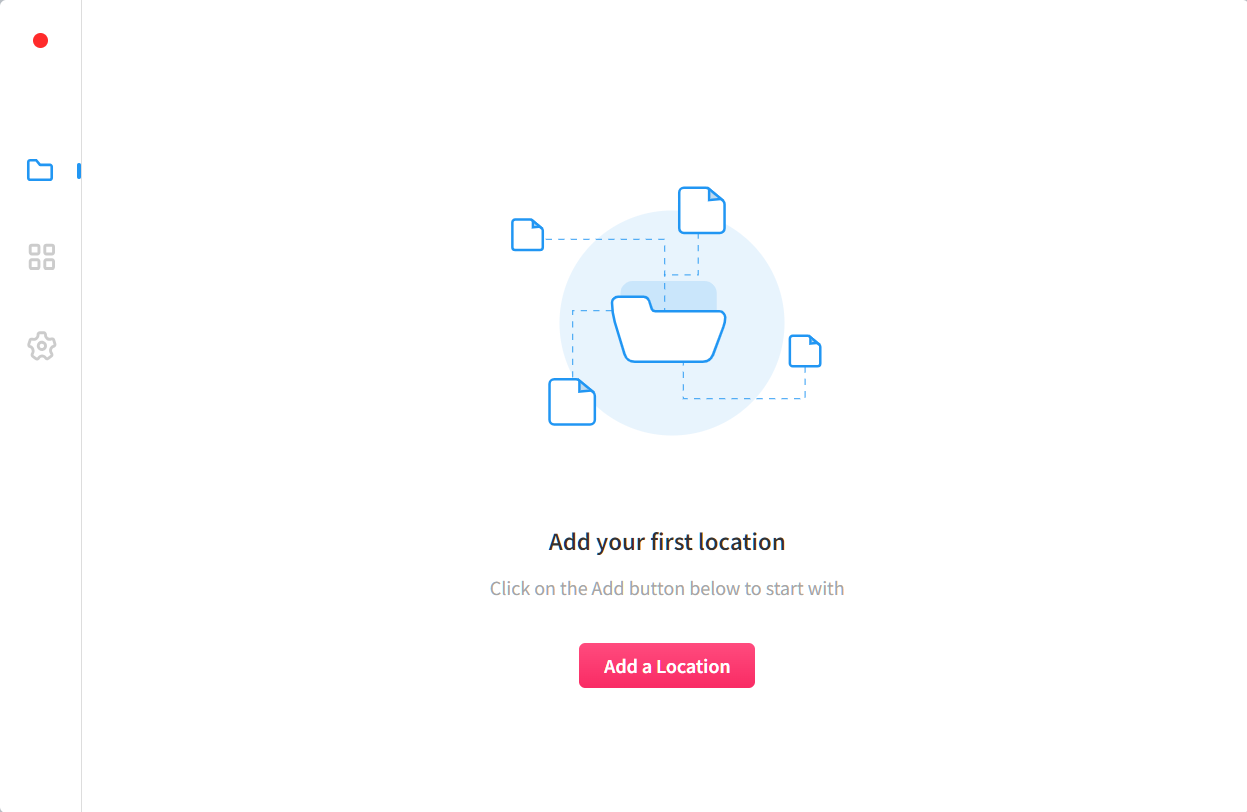 Add your first location
Click on the Add button below to start with
Add a Location